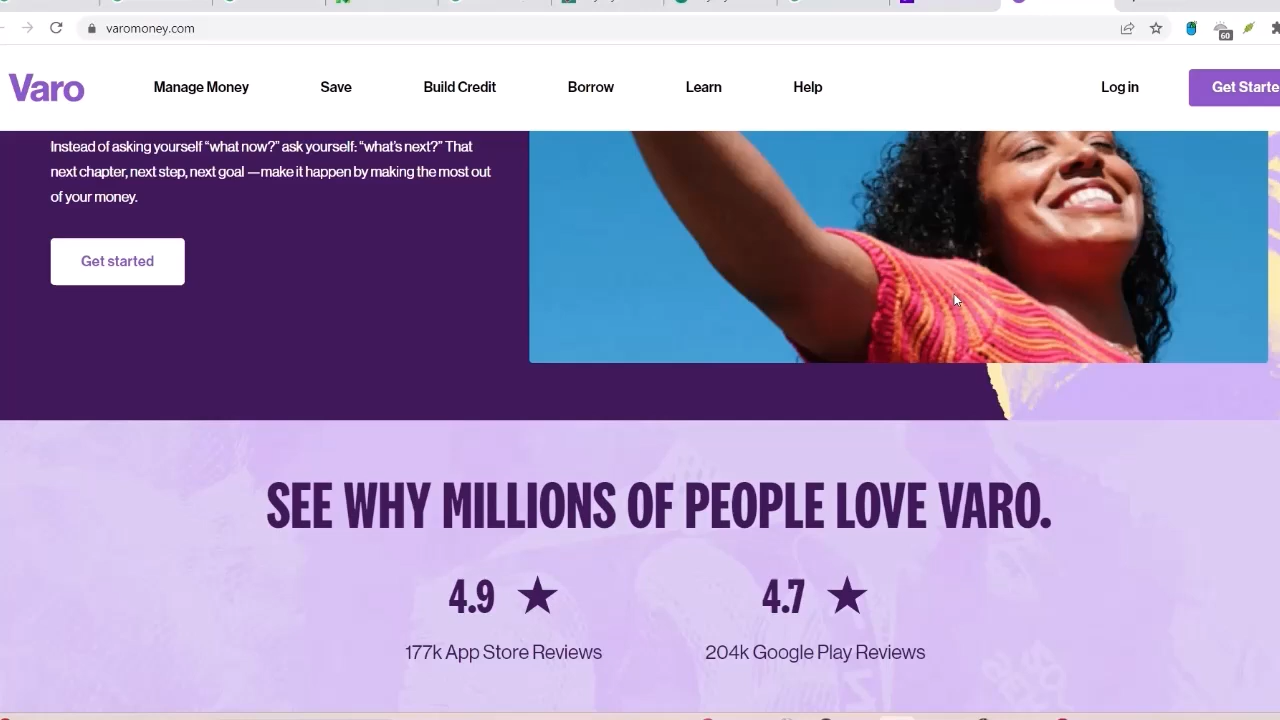 varomoney.com
60
Varo
Manage Money
Save
Build Credit
Borrow
Learn
Help
Log in
Get Starte
Instead of asking yourself “what now?” ask yourself: “what’s next?” That
next chapter, next step, next goal —make it happen by making the most out
of your money.
Get started
SEE WHY MILLIONS OF PEOPLE LOVE VARO.
4.9 ★
4.7 ★
177k App Store Reviews
204k Google Play Reviews